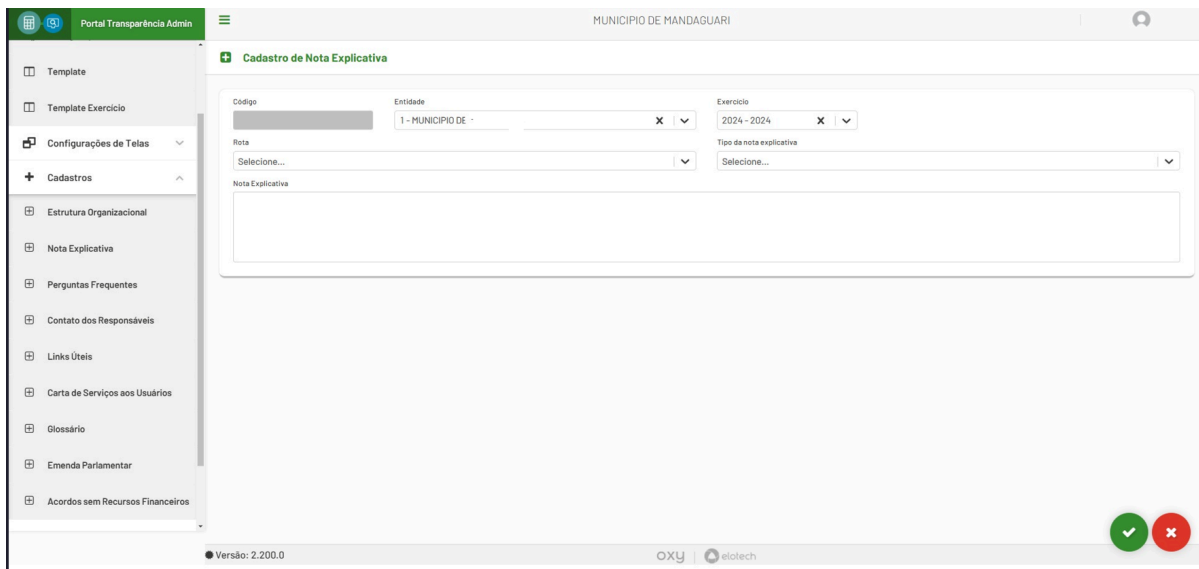 Portal Transparência Admin
MUNICIPIO DE MANDAGUARI
Template
Template Exercício
Configurações de Telas
Cadastros
Estrutura Organizacional
Nota Explicativa
Perguntas Frequentes
Contato dos Responsáveis
Links Úteis
Carta de Serviços aos Usuários
Glossário
Emenda Parlamentar
Acordos sem Recursos Financeiros
Cadastro de Nota Explicativa
Código
Entidade
Exercício
1 - MUNICIPIO DE
2024 - 2024
Rota
Tipo da nota explicativa
Selecione...
Selecione...
Nota Explicativa
Versão: 2.200.0
oxy
elotech